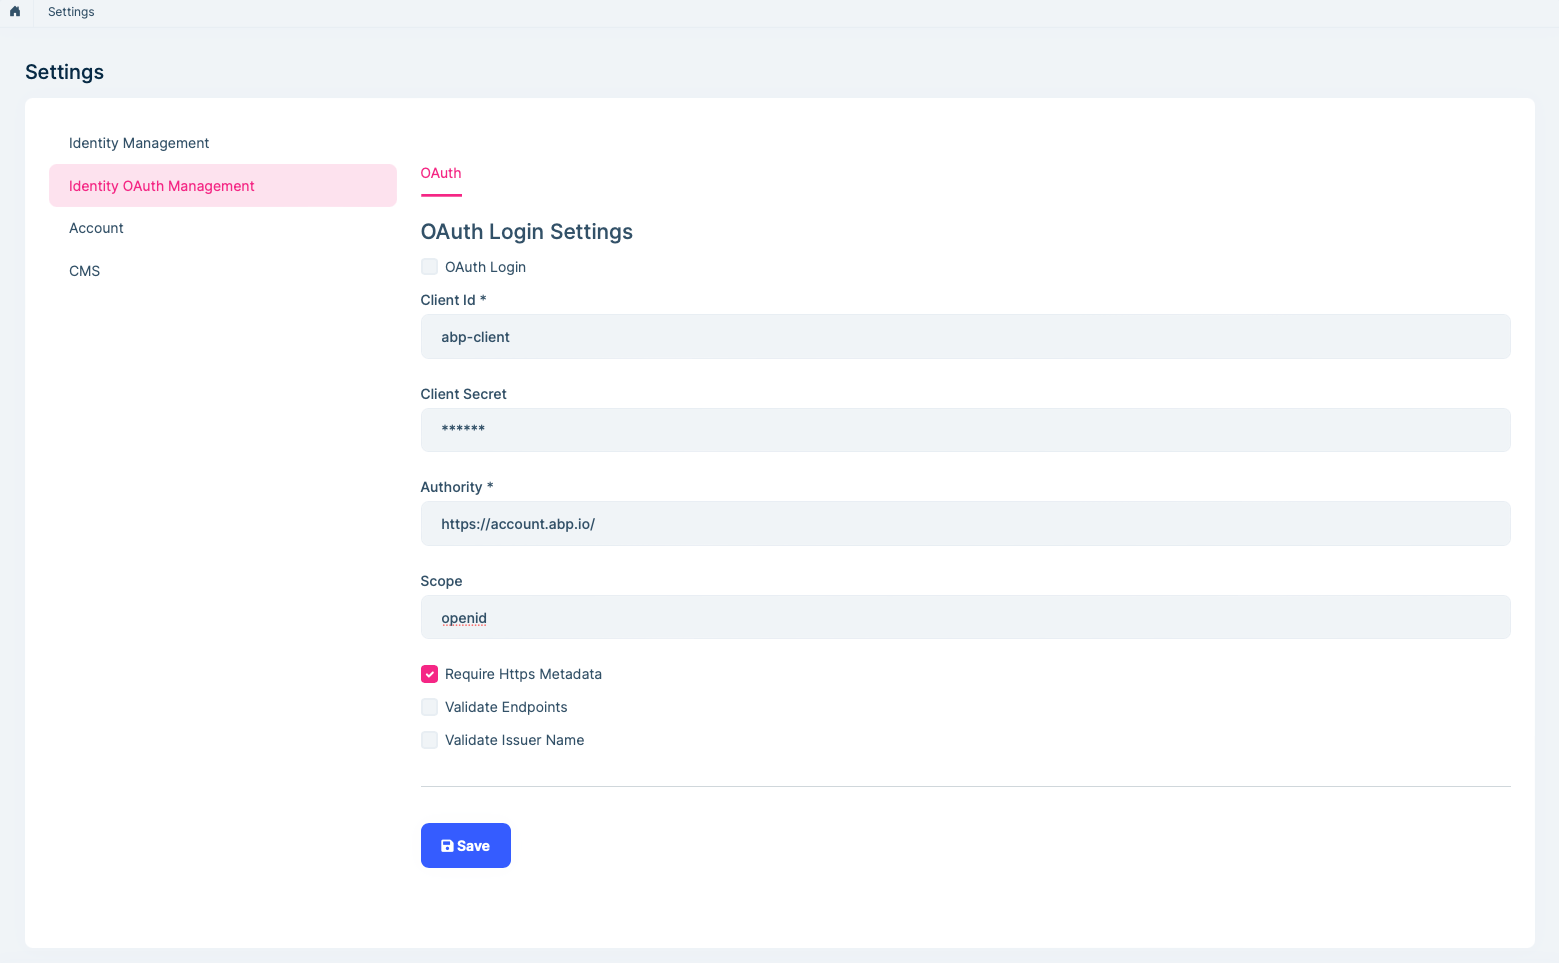 Settings
Settings
Identity Management
Identity OAuth Management
Account
CMS
OAuth
OAuth Login Settings
OAuth Login
Client Id *
abp-client
Client Secret
******
Authority *
https://account.abp.io/
Scope
openid
Require Https Metadata
Validate Endpoints
Validate Issuer Name
Save